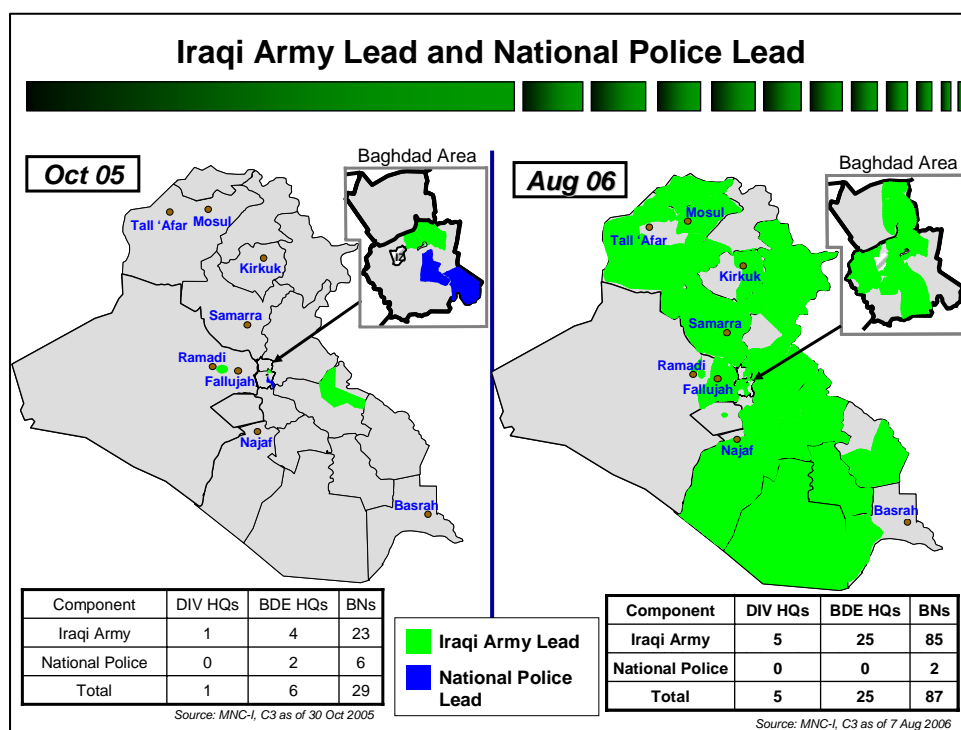 Iraqi Army Lead and National Police Lead
Oct 05
Baghdad Area
Tall ‘Afar
Mosul
Kirkuk
Samarra
Ramadi
Fallujah
Najaf
Basrah
Component DIV HQs BDE HQs BNs
Iraqi Army 1 4 23
National Police 0 2 6
Total 1 6 29
Source: MNC-I, C3 as of 30 Oct 2005
Iraqi Army Lead
National Police
Lead
Aug 06
Baghdad Area
Mosul
Tall ‘Afar
Kirkuk
Samarra
Ramadi
Fallujah
Najaf
Basrah
Component DIV HQs BDE HQs BNs
Iraqi Army 5 25 85
National Police 0 0 2
Total 5 25 87
Source: MNC-I, C3 as of 7 Aug 2006